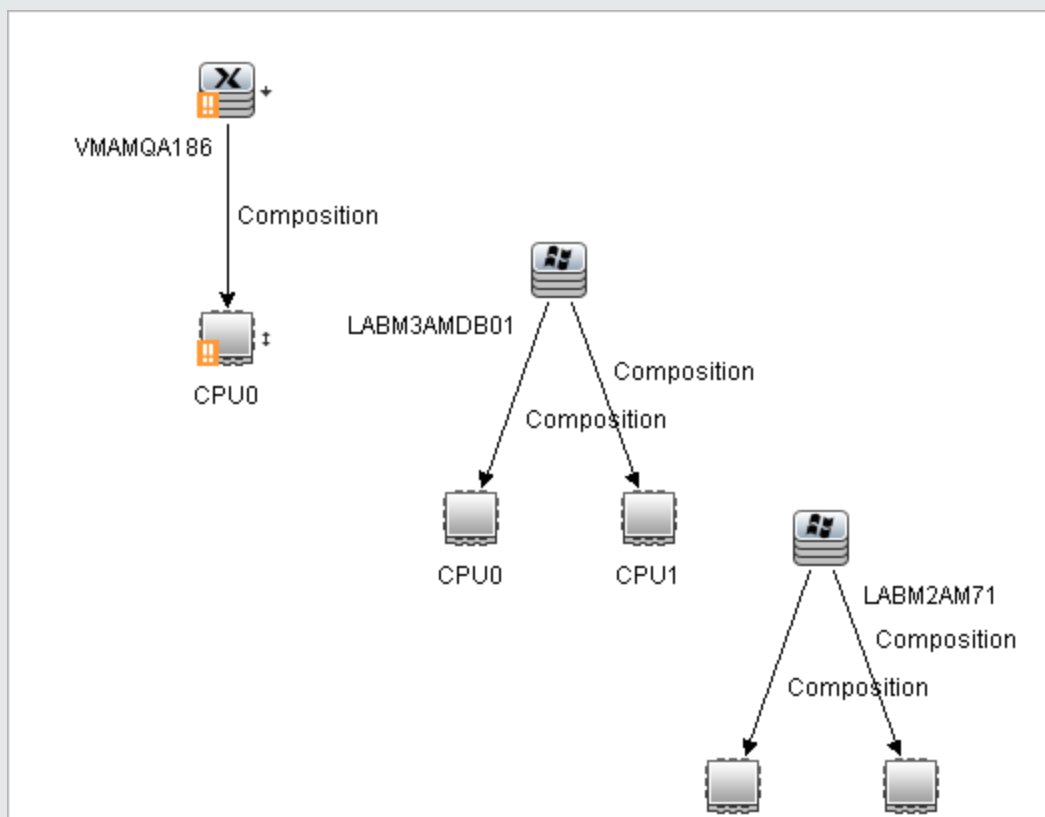 VMAMQA186
Composition
CPU0
LABM3AMDB01
Composition
Composition
CPU0
CPU1
LABM2AM71
Composition
Composition